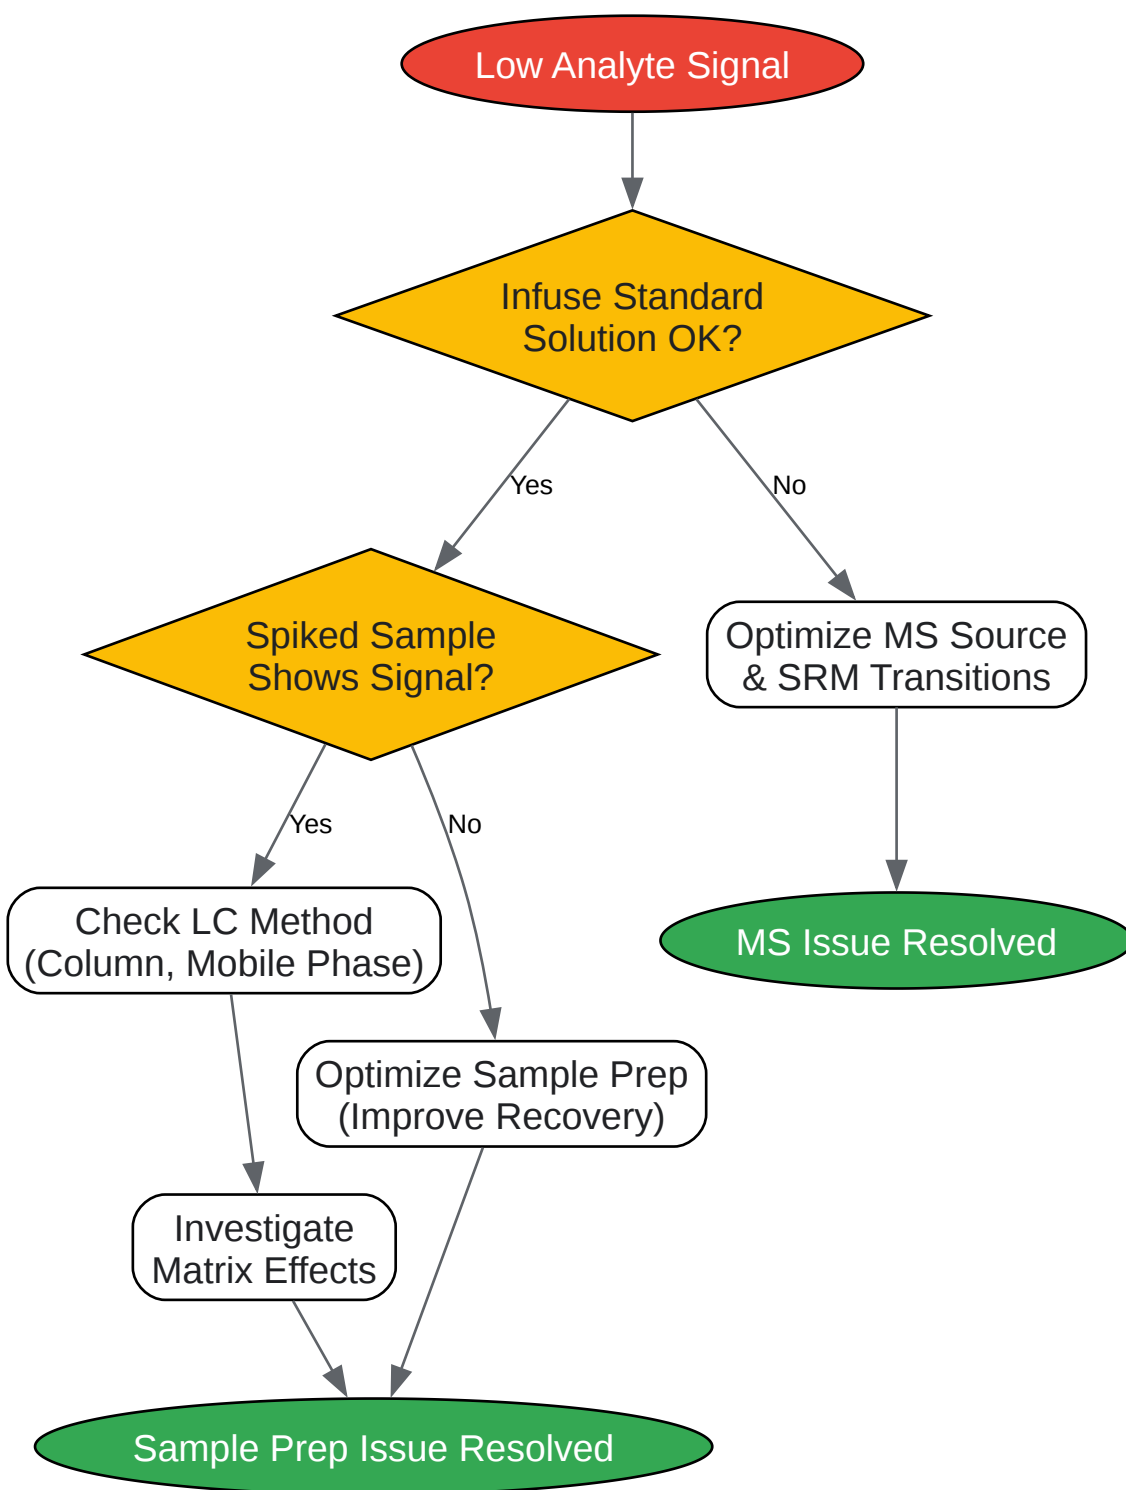 Low Analyte Signal
Infuse Standard
Solution OK?
Yes
No
Spiked Sample
Shows Signal?
Optimize MS Source
& SRM Transitions
Yes
No
Check LC Method
(Column, Mobile Phase)
MS Issue Resolved
Optimize Sample Prep
(Improve Recovery)
Investigate
Matrix Effects
Sample Prep Issue Resolved